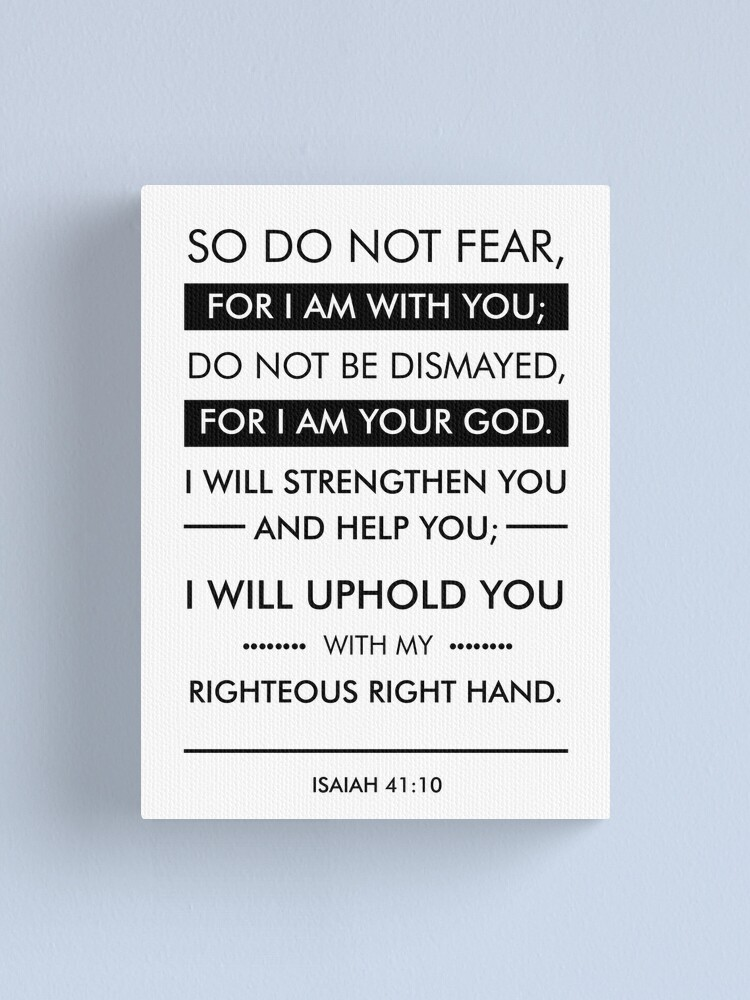 SO DO NOT FEAR,
FOR I AM WITH YOU;
DO NOT BE DISMAYED,
FOR I AM YOUR GOD.
I WILL STRENGTHEN YOU
AND HELP YOU;
I WILL UPHOLD YOU
WITH MY
RIGHTEOUS RIGHT HAND.
ISAIAH 41:10